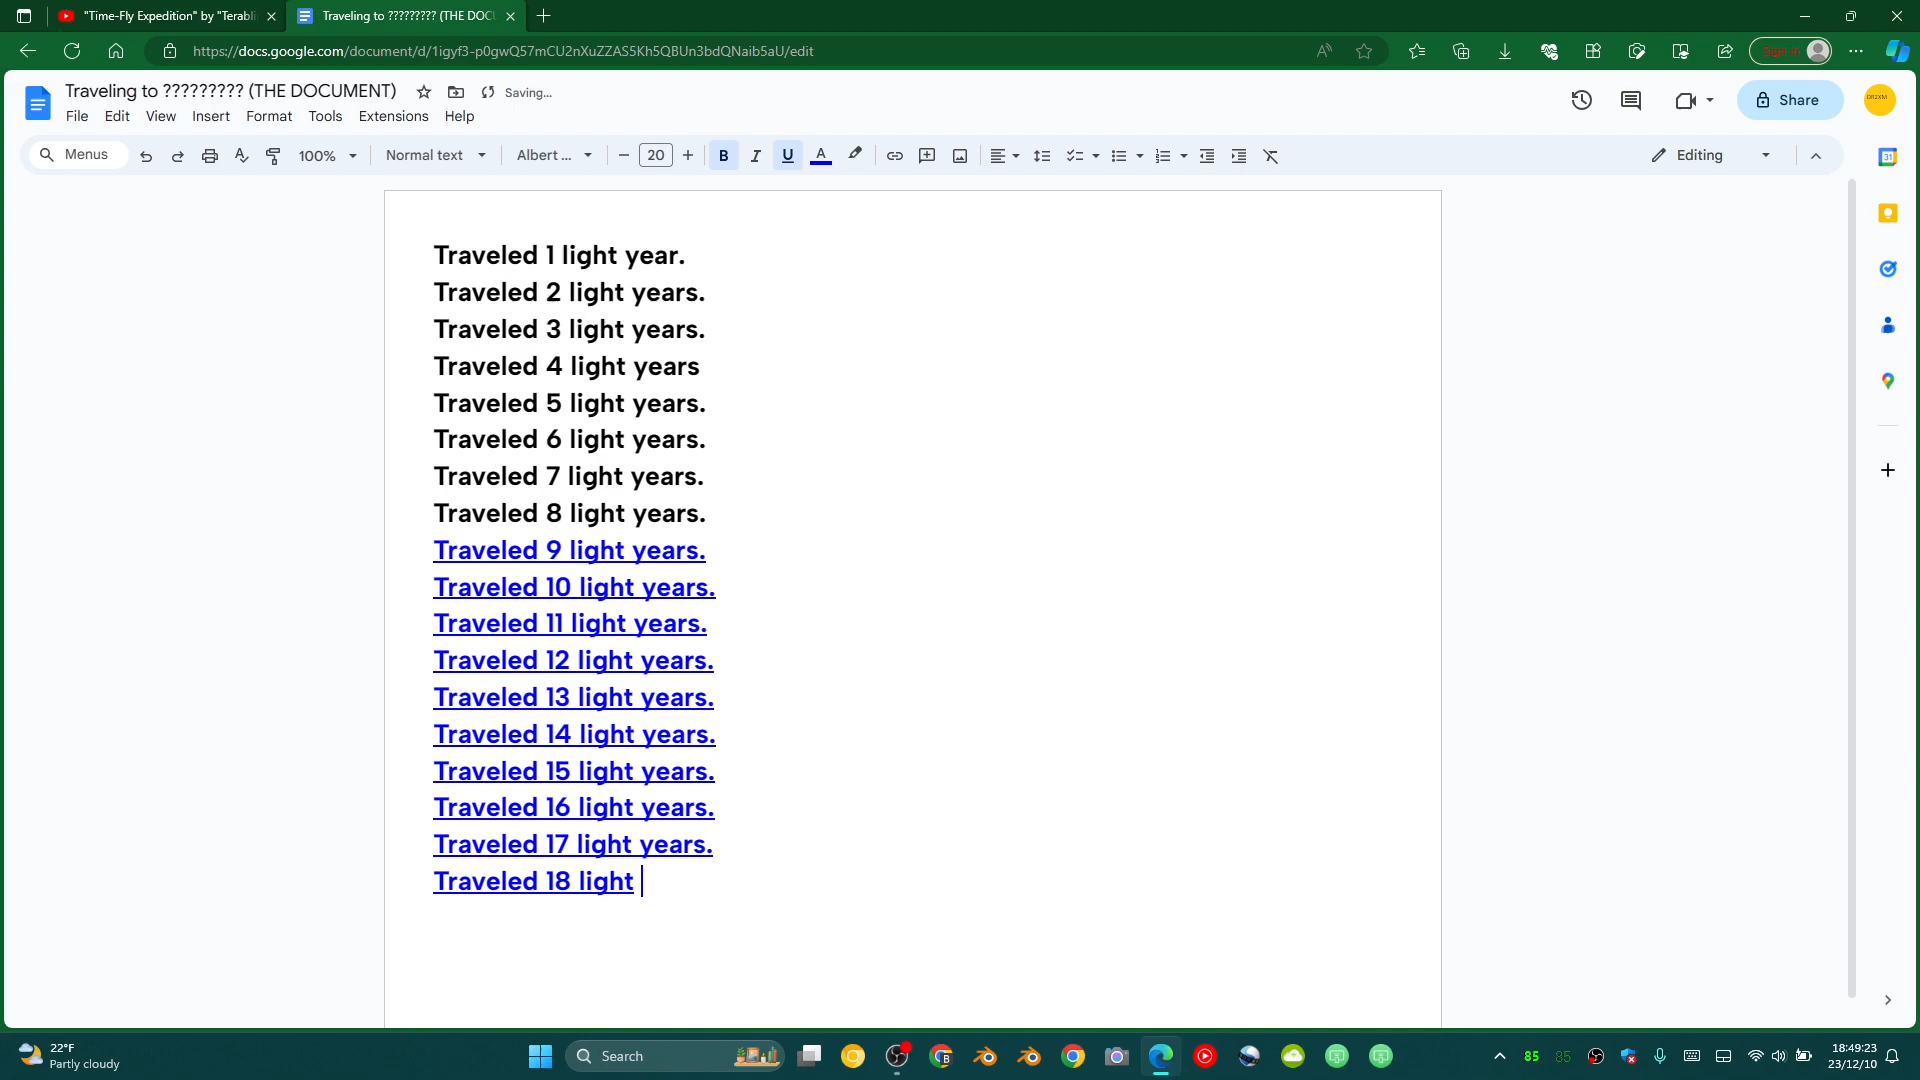 "Time-Fly Expedition" by "Terabli
Traveling to ????????? (THE DOCU
https://docs.google.com/document/d/1igyf3-p0gwQ57mCU2nXuZZAS5Kh5QBUn3bdQNaib5aU/edit
Sign in
Traveling to ????????? (THE DOCUMENT)
Saving...
Share
DR2XM
File Edit View Insert Format Tools Extensions Help
Menus
100%
Normal text
Albert ...
20
B I U A
Editing
31
Traveled 1 light year.
Traveled 2 light years.
Traveled 3 light years.
Traveled 4 light years
Traveled 5 light years.
Traveled 6 light years.
Traveled 7 light years.
Traveled 8 light years.
Traveled 9 light years.
Traveled 10 light years.
Traveled 11 light years.
Traveled 12 light years.
Traveled 13 light years.
Traveled 14 light years.
Traveled 15 light years.
Traveled 16 light years.
Traveled 17 light years.
Traveled 18 light
22°F
Partly cloudy
Search
85
85
18:49:23
23/12/10